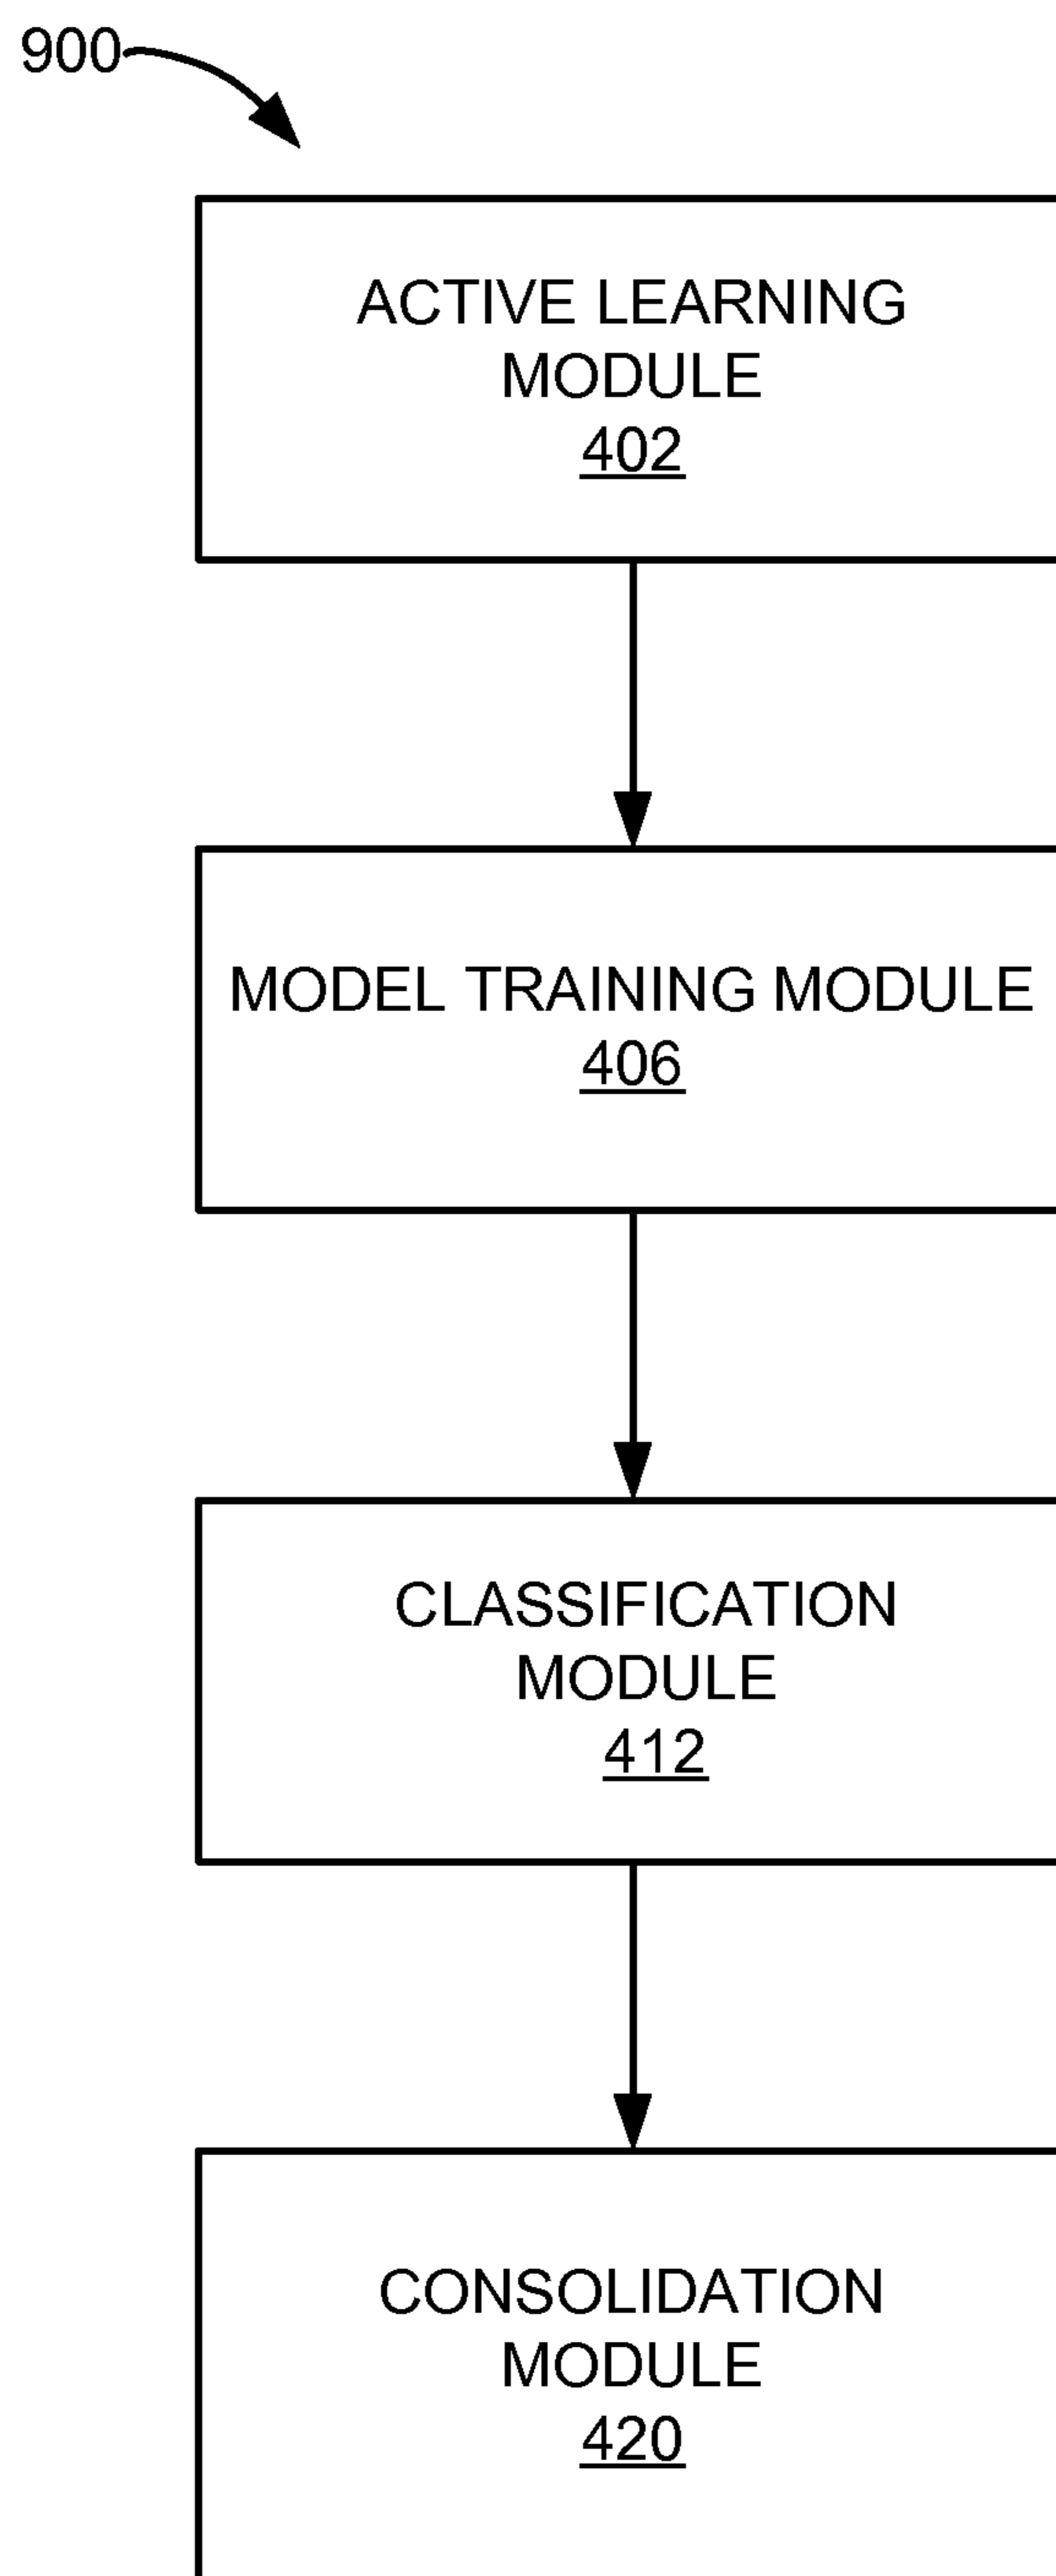 900
ACTIVE LEARNING
MODULE
402
MODEL TRAINING MODULE
406
CLASSIFICATION
MODULE
412
CONSOLIDATION
MODULE
420